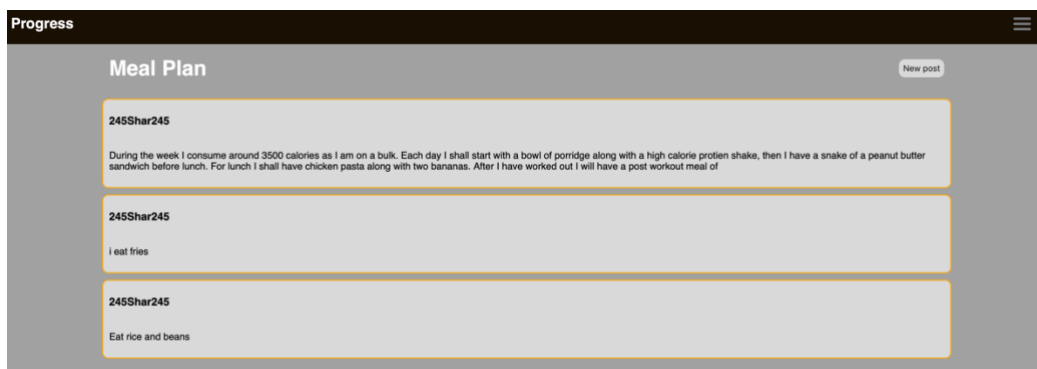 Progress
Meal Plan
New post
245Shar245
During the week I consume around 3500 calories as I am on a bulk. Each day I shall start with a bowl of porridge along with a high calorie protien shake, then I have a snake of a peanut butter
sandwich before lunch. For lunch I shall have chicken pasta along with two bananas. After I have worked out I will have a post workout meal of
245Shar245
i eat fries
245Shar245
Eat rice and beans